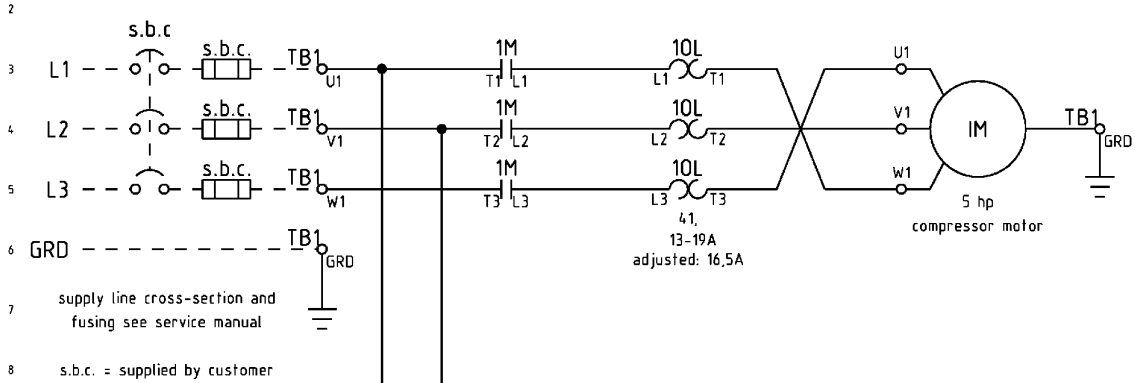 2
s.b.c
s.b.c. TB1 1M 10L U1
3 L1 U1 T1 L1 L1 T1
s.b.c. TB1 1M 10L V1 TB1
4 L2 V1 T2 L2 L2 T2 IM GRD
s.b.c. TB1 1M 10L W1
5 L3 W1 T3 L3 L3 T3
41, 5 hp
13-19A compressor motor
adjusted: 16,5A
TB1
6 GRD GRD
supply line cross-section and
7 fusing see service manual
8 s.b.c. = supplied by customer